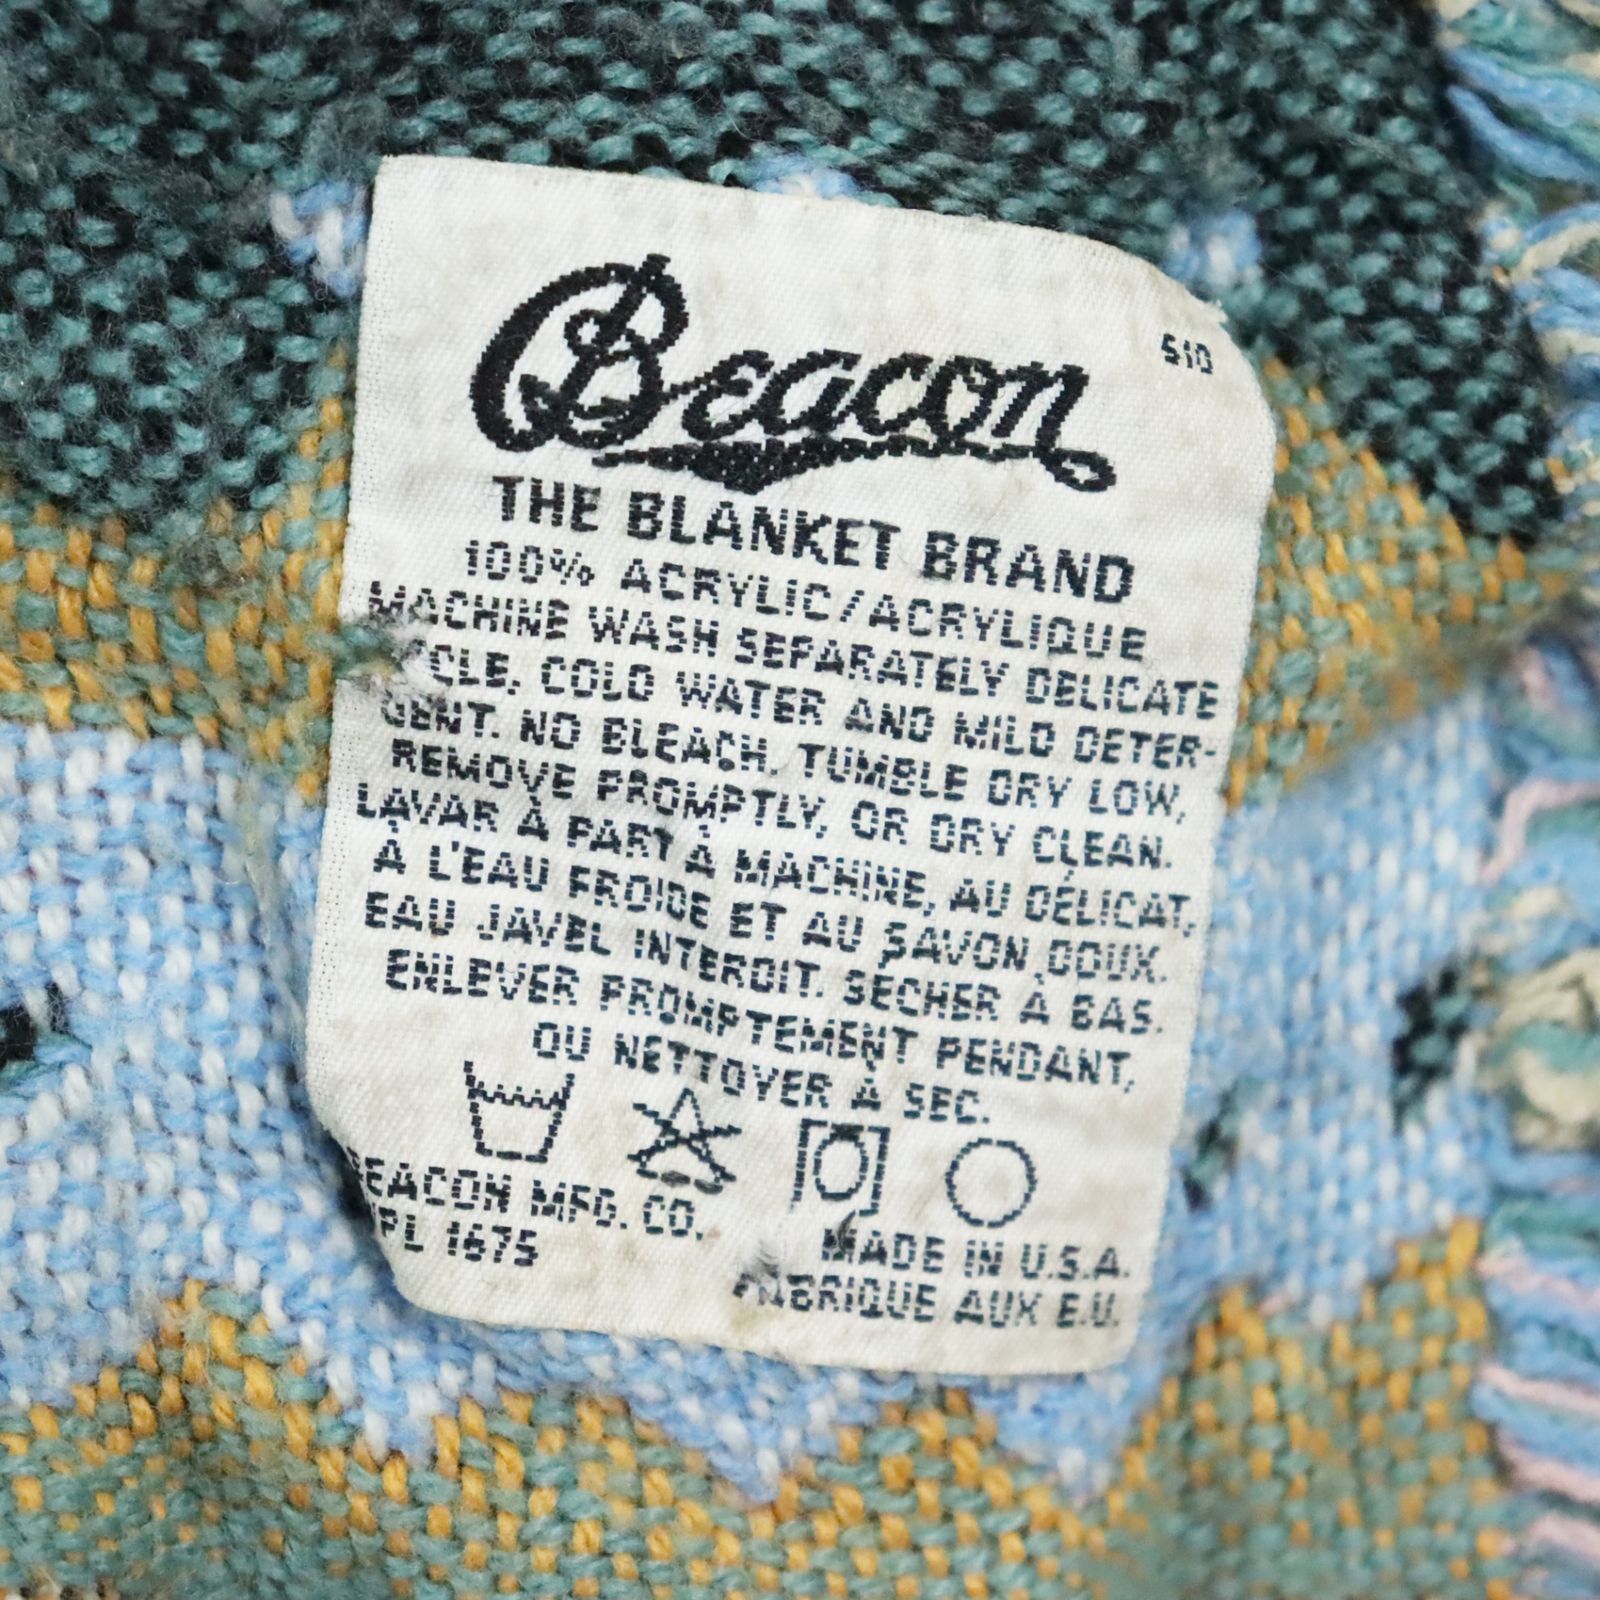 Beacon
510
THE BLANKET BRAND
100% ACRYLIC/ACRYLIQUE
MACHINE WASH SEPARATELY DELICATE
CLE, COLD WATER AND MILD DETER-
GENT. NO BLEACH. TUMBLE DRY LOW,
REMOVE PROMPTLY, OR DRY CLEAN.
LAVAR À PART À MACHINE, AU DÉLICAT,
À L'EAU FROIDE ET AU SAVON DOUX.
EAU JAVEL INTERDIT. SECHER À BAS.
ENLEVER PROMPTEMENT PENDANT,
OU NETTOYER À SEC.
BEACON MFG. CO.
RPL 1675
MADE IN U.S.A.
FABRIQUE AUX E.U.